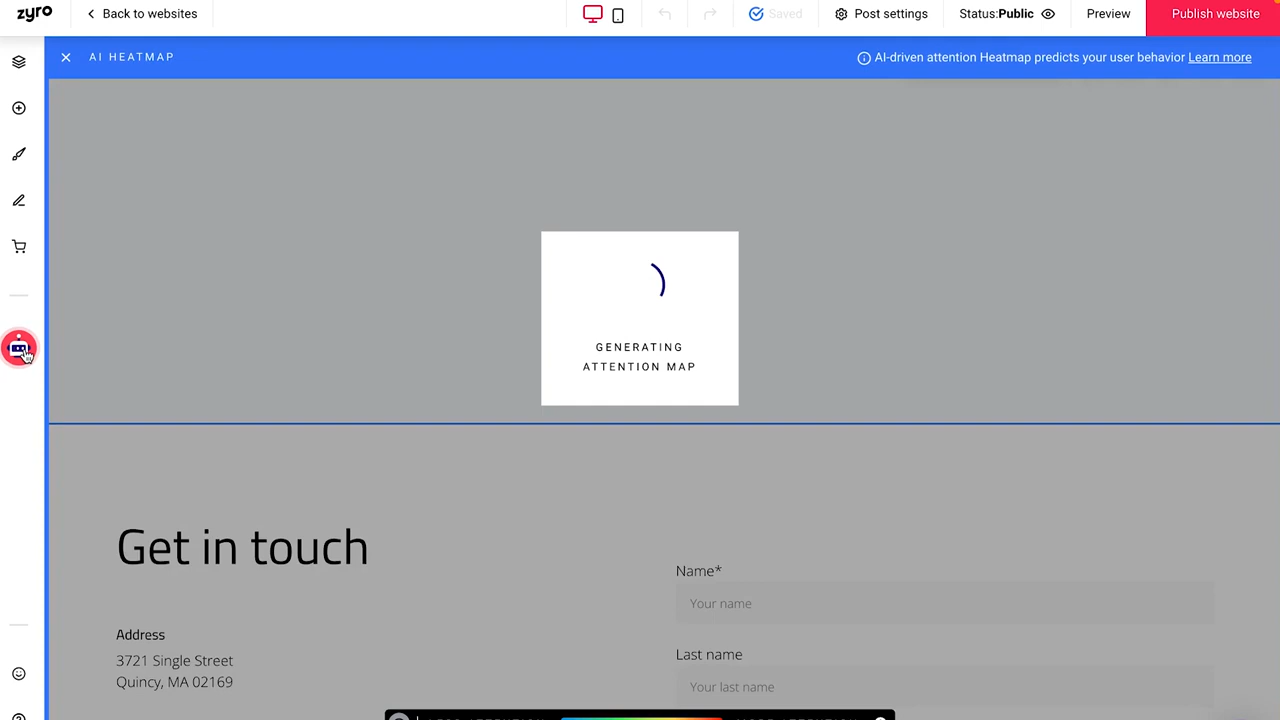 zyro
Back to websites
Saved
Post settings
Status:Public
Preview
Publish website
AI HEATMAP
AI-driven attention Heatmap predicts your user behavior Learn more
GENERATING
ATTENTION MAP
Get in touch
Name*
Your name
Address
3721 Single Street
Quincy, MA 02169
Last name
Your last name